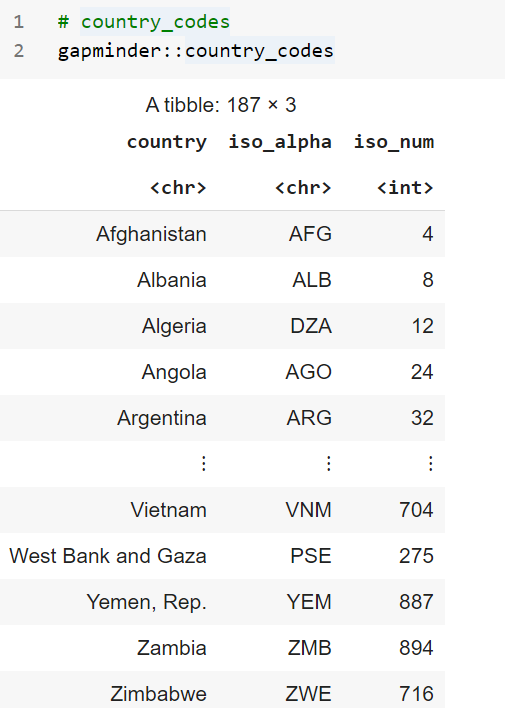 1 # country_codes
2 gapminder::country_codes
A tibble: 187 × 3
country iso_alpha iso_num
<chr> <chr> <int>
Afghanistan AFG 4
Albania ALB 8
Algeria DZA 12
Angola AGO 24
Argentina ARG 32
⋮ ⋮ ⋮
Vietnam VNM 704
West Bank and Gaza PSE 275
Yemen, Rep. YEM 887
Zambia ZMB 894
Zimbabwe ZWE 716